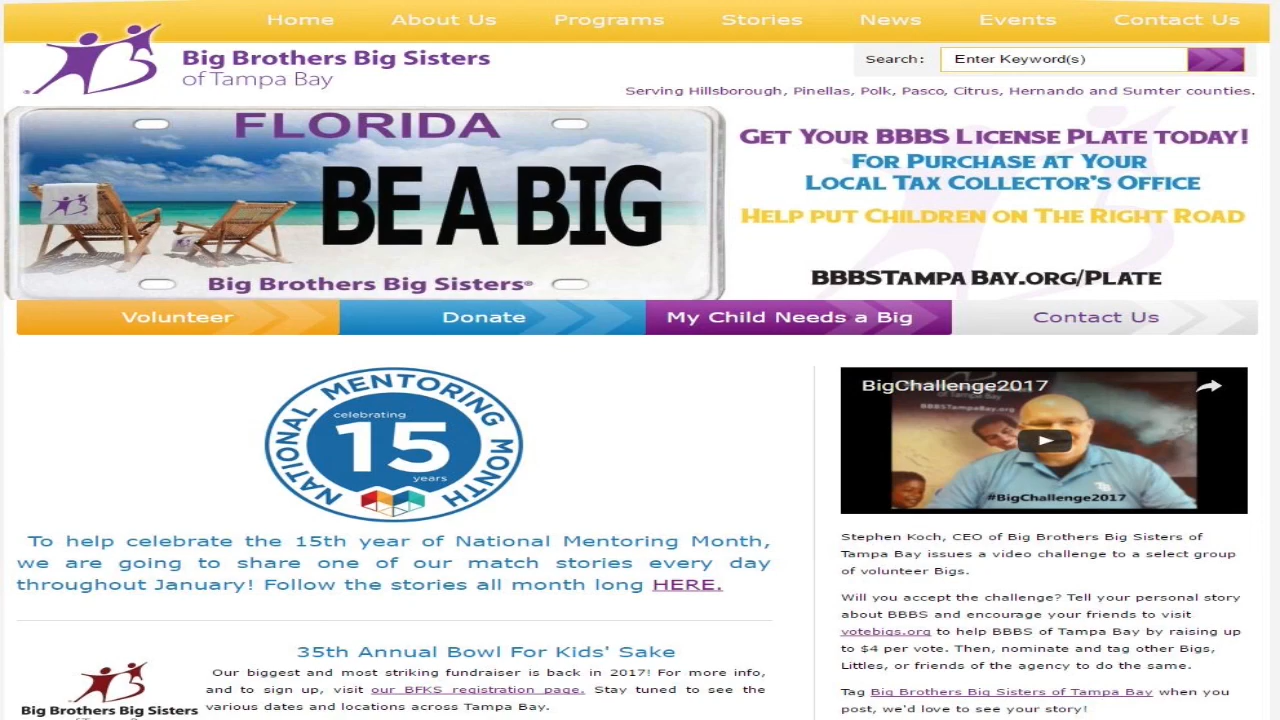 Home About Us Programs Stories News Events Contact Us
Big Brothers Big Sisters
of Tampa Bay
Search: Enter Keyword(s)
Serving Hillsborough, Pinellas, Polk, Pasco, Citrus, Hernando and Sumter counties.
FLORIDA
BE A BIG
Big Brothers Big Sisters®
GET YOUR BBBS LICENSE PLATE TODAY!
FOR PURCHASE AT YOUR
LOCAL TAX COLLECTOR'S OFFICE
HELP PUT CHILDREN ON THE RIGHT ROAD
BBBSTAMPA BAY.ORG/PLATE
Volunteer Donate My Child Needs a Big Contact Us
NATIONAL MENTORING MONTH
celebrating
15
years
To help celebrate the 15th year of National Mentoring Month,
we are going to share one of our match stories every day
throughout January! Follow the stories all month long HERE.
35th Annual Bowl For Kids' Sake
Our biggest and most striking fundraiser is back in 2017! For more info,
and to sign up, visit our BFKS registration page. Stay tuned to see the
various dates and locations across Tampa Bay.
Big Brothers Big Sisters
of Tampa Bay
BigChallenge2017
of Tampa Bay
BBBSTampaBay.org
#BigChallenge2017
Stephen Koch, CEO of Big Brothers Big Sisters of
Tampa Bay issues a video challenge to a select group
of volunteer Bigs.
Will you accept the challenge? Tell your personal story
about BBBS and encourage your friends to visit
votebigs.org to help BBBS of Tampa Bay by raising up
to $4 per vote. Then, nominate and tag other Bigs,
Littles, or friends of the agency to do the same.
Tag Big Brothers Big Sisters of Tampa Bay when you
post, we'd love to see your story!